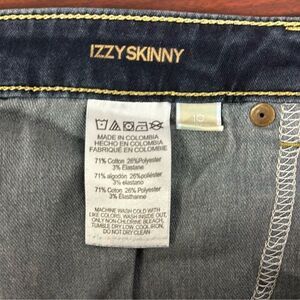 IZZYSKINNY
10
MADE IN COLOMBIA
HECHO EN COLOMBIA
FABRIQUÉ EN COLOMBIE
71% Cotton 26%Polyester
3% Elastane
71% algodón 26%poliéster
3% elastano
71% Cotton 26%Polyester
3% Elasthanne
MACHINE WASH COLD WITH
LIKE COLORS, WASH INSIDE OUT,
ONLY NON-CHLORINE BLEACH,
TUMBLE DRY LOW, COOL IRON,
DO NOT DRY CLEAN